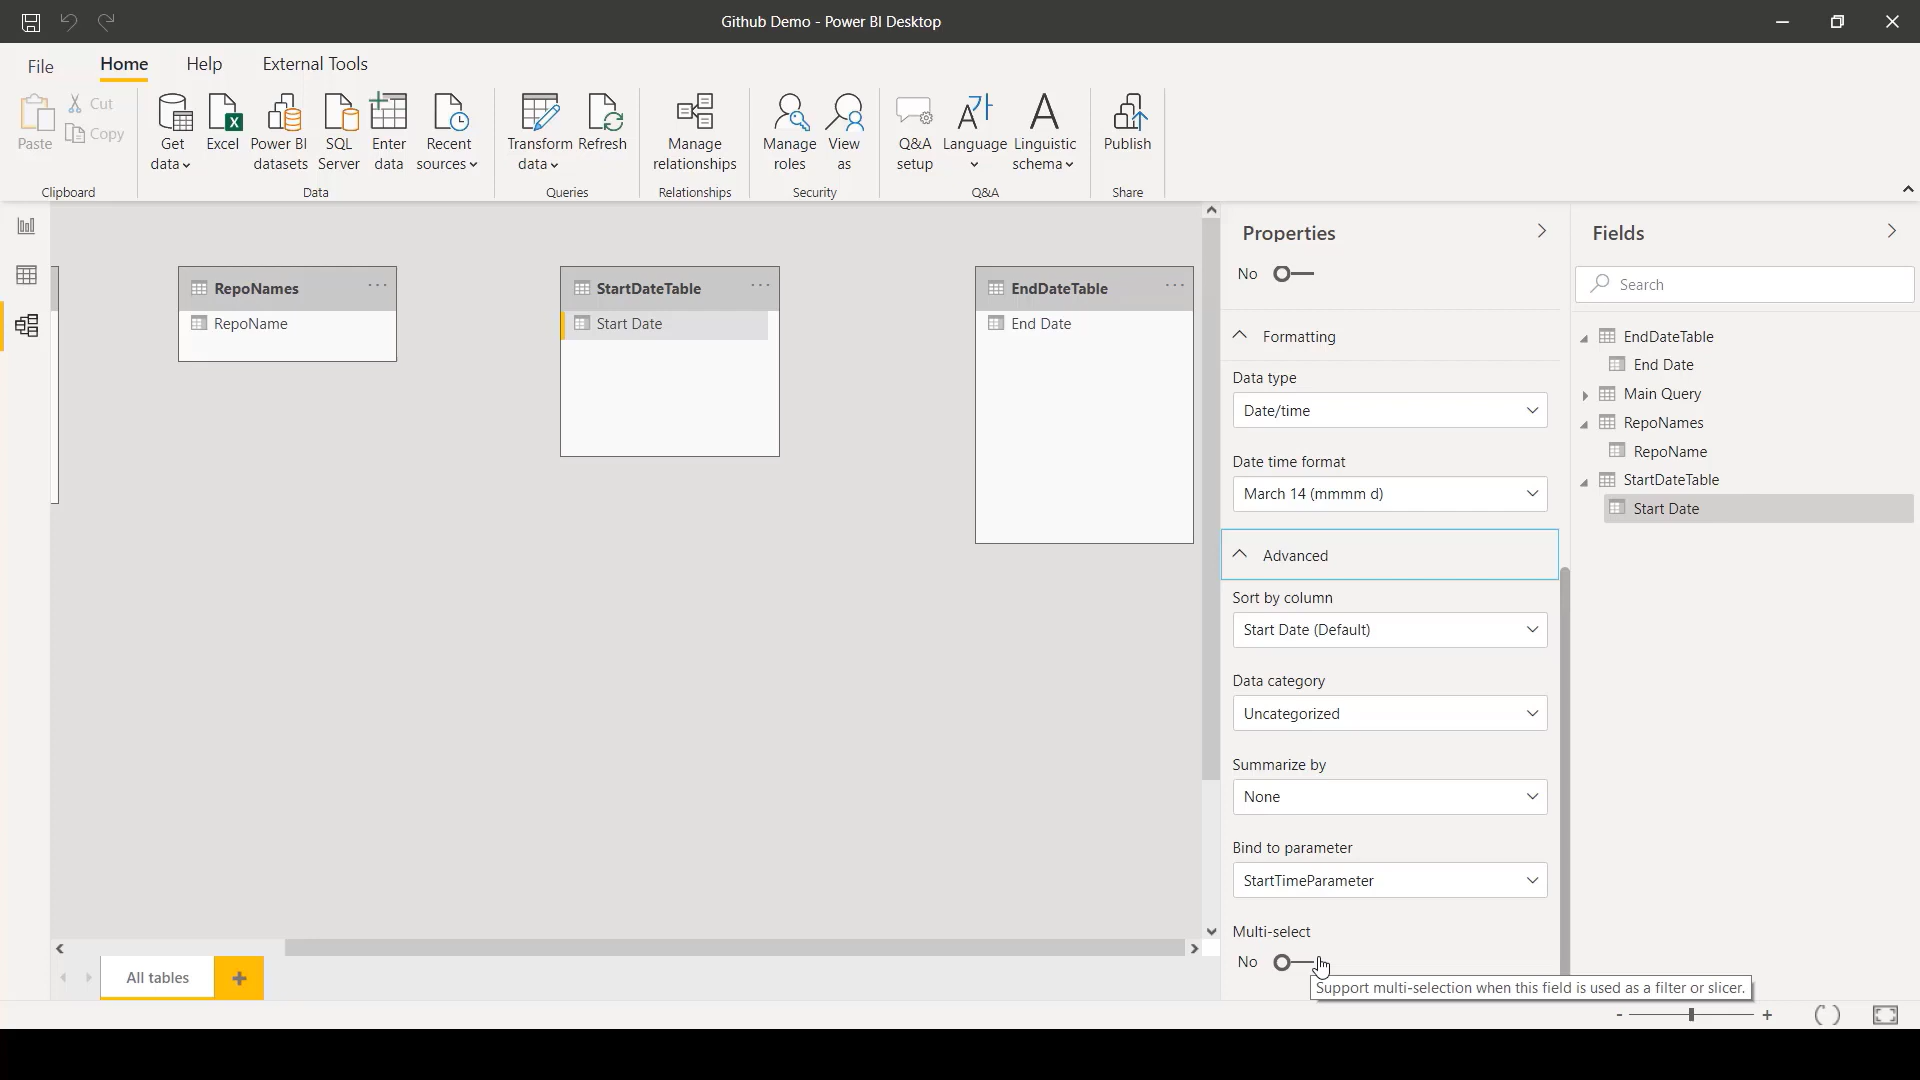 Github Demo - Power BI Desktop
File
Home
Help
External Tools
Paste
Cut
Copy
Get data
Excel
Power BI datasets
SQL Server
Enter data
Recent sources
Transform data
Refresh
Manage relationships
Manage roles
View as
Q&A setup
Language
Linguistic schema
Publish
Clipboard
Data
Queries
Relationships
Security
Q&A
Share
RepoNames
RepoName
StartDateTable
Start Date
EndDateTable
End Date
Properties
No
Formatting
Data type
Date/time
Date time format
March 14 (mmmm d)
Advanced
Sort by column
Start Date (Default)
Data category
Uncategorized
Summarize by
None
Bind to parameter
StartTimeParameter
Multi-select
No
Support multi-selection when this field is used as a filter or slicer.
Fields
Search
EndDateTable
End Date
Main Query
RepoNames
RepoName
StartDateTable
Start Date
All tables
+
- +